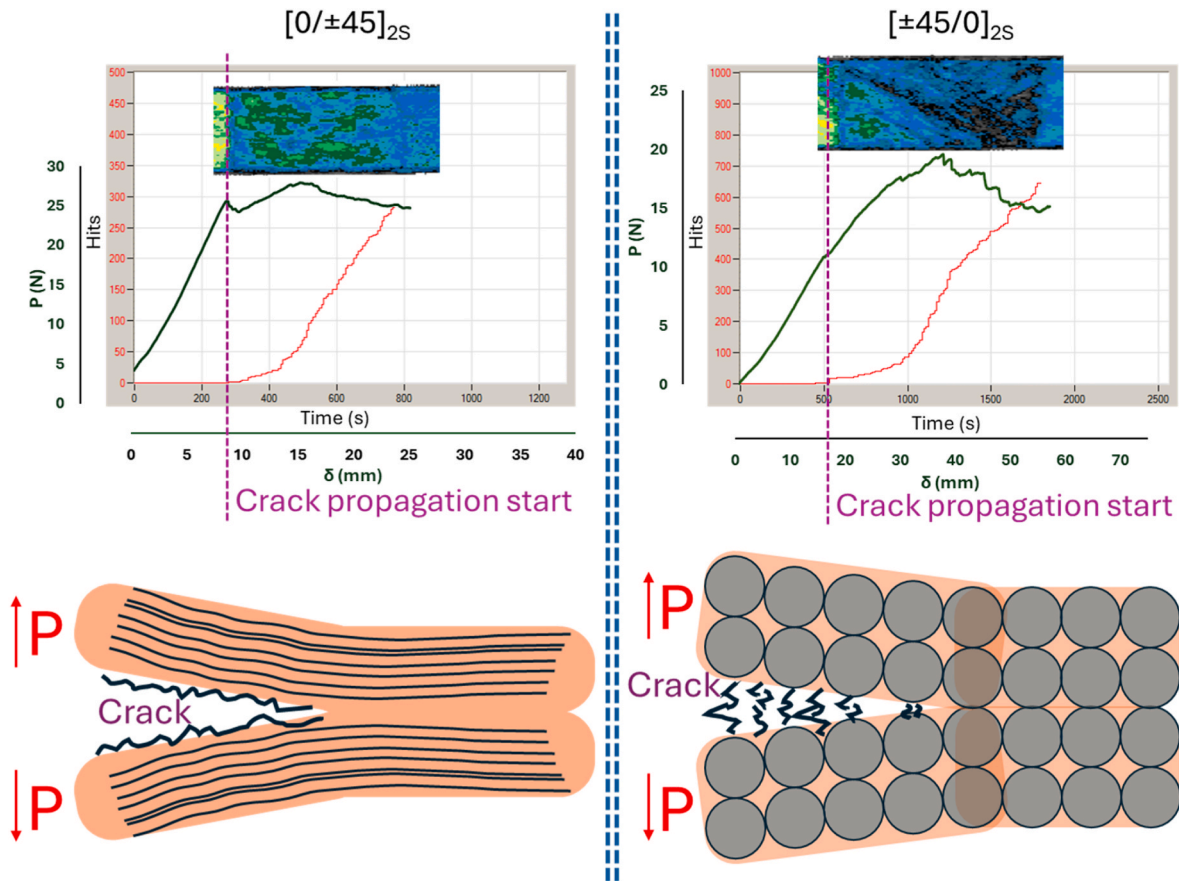 [0/±45]2S
500
450
400
350
300
250
200
150
100
50
0
Hits
30
25
20
15
10
5
0
P (N)
0 200 400 600 800 1000 1200
Time (s)
0 5 10 15 20 25 30 35 40
δ (mm)
Crack propagation start
P
Crack
P
[±45/0]2S
1000
900
800
700
600
500
400
300
200
100
0
Hits
25
20
15
10
5
0
P (N)
0 500 1000 1500 2000 2500
Time (s)
0 10 20 30 40 50 60 70
δ (mm)
Crack propagation start
P
Crack
P